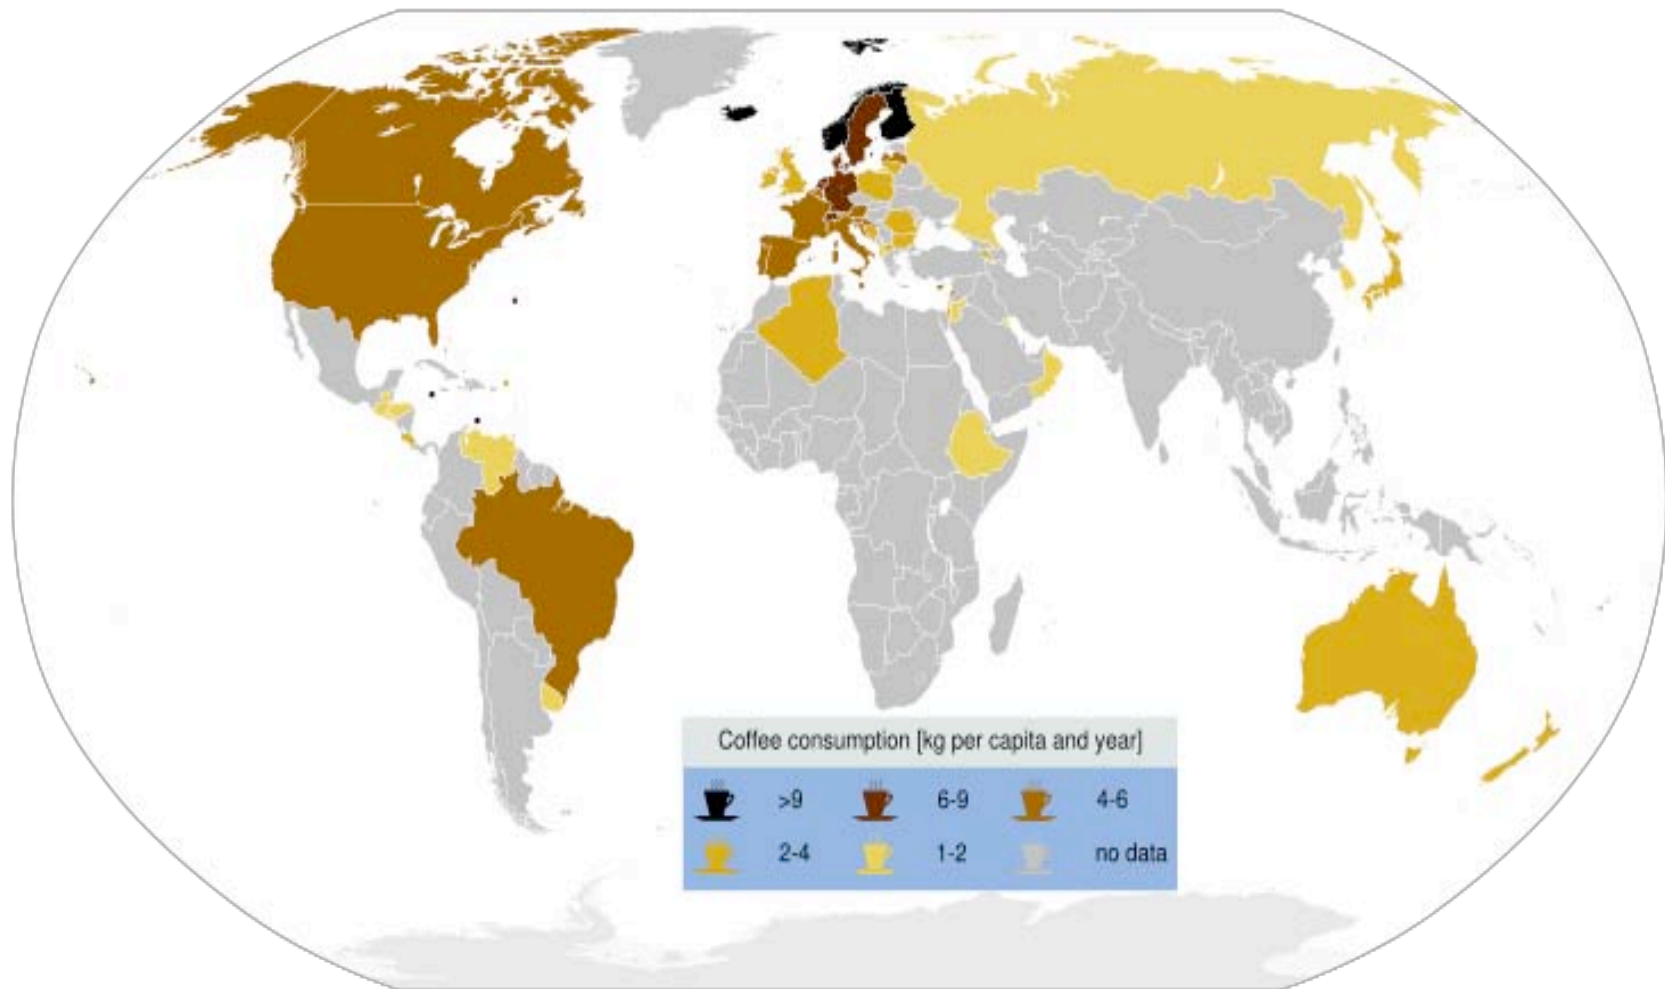 Coffee consumption [kg per capita and year]
>9 6-9 4-6
2-4 1-2 no data